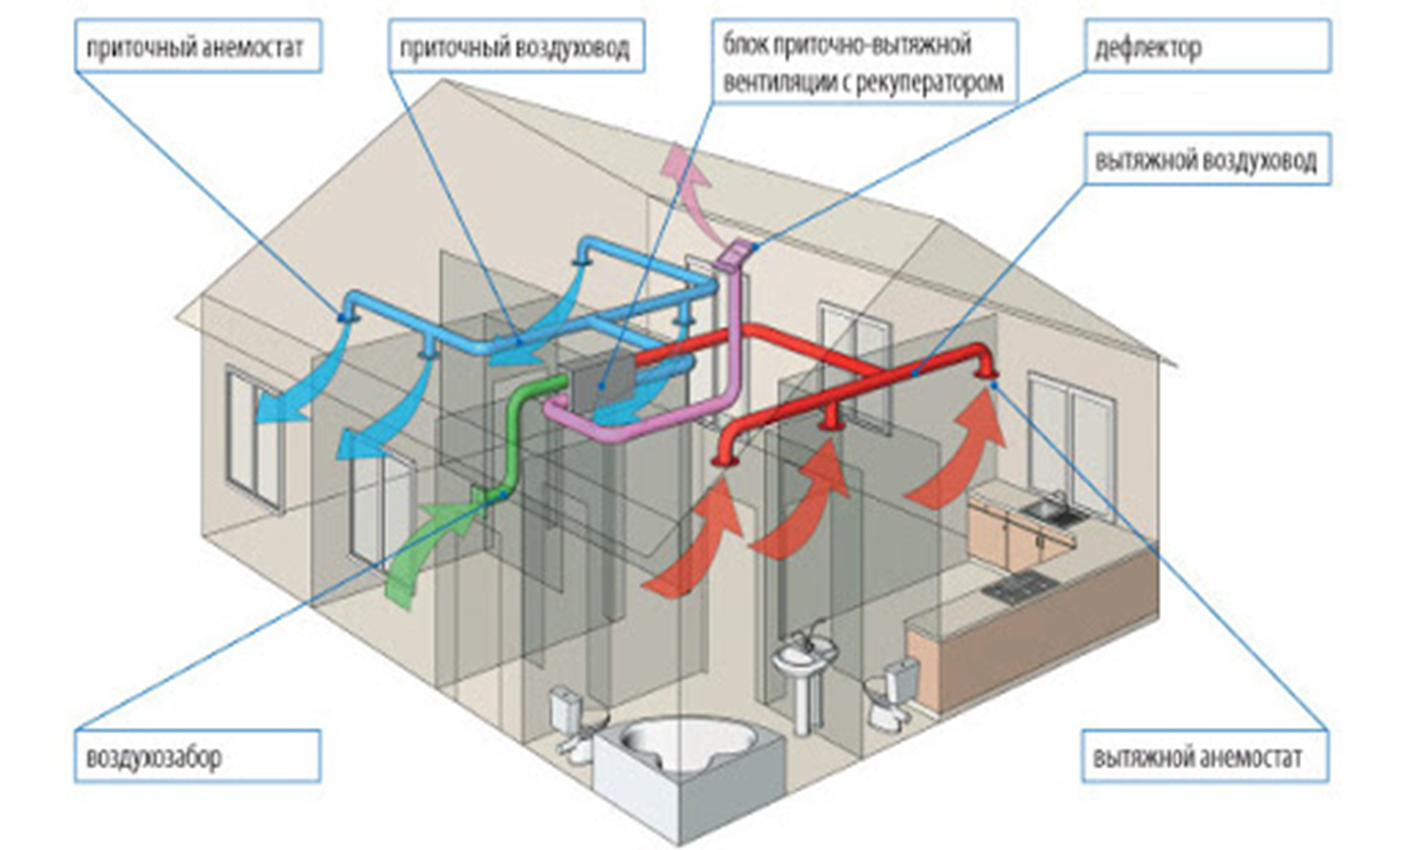 приточный анемостат
приточный воздуховод
блок приточно-вытяжной
вентиляции с рекуператором
дефлектор
вытяжной воздуховод
воздухозабор
вытяжной анемостат